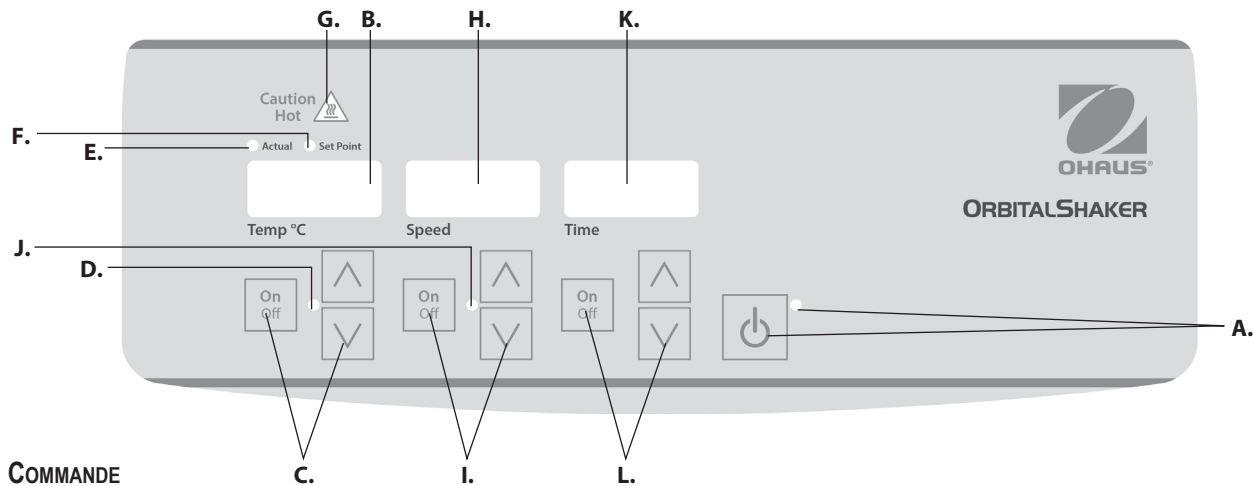 G. B. H. K.
Caution
Hot
F.
E.
Actual Set Point
OHAUS®
ORBITALSHAKER
Temp °C Speed Time
J.
D.
On
Off
On
Off
On
Off
A.
COMMANDE
C. I. L.